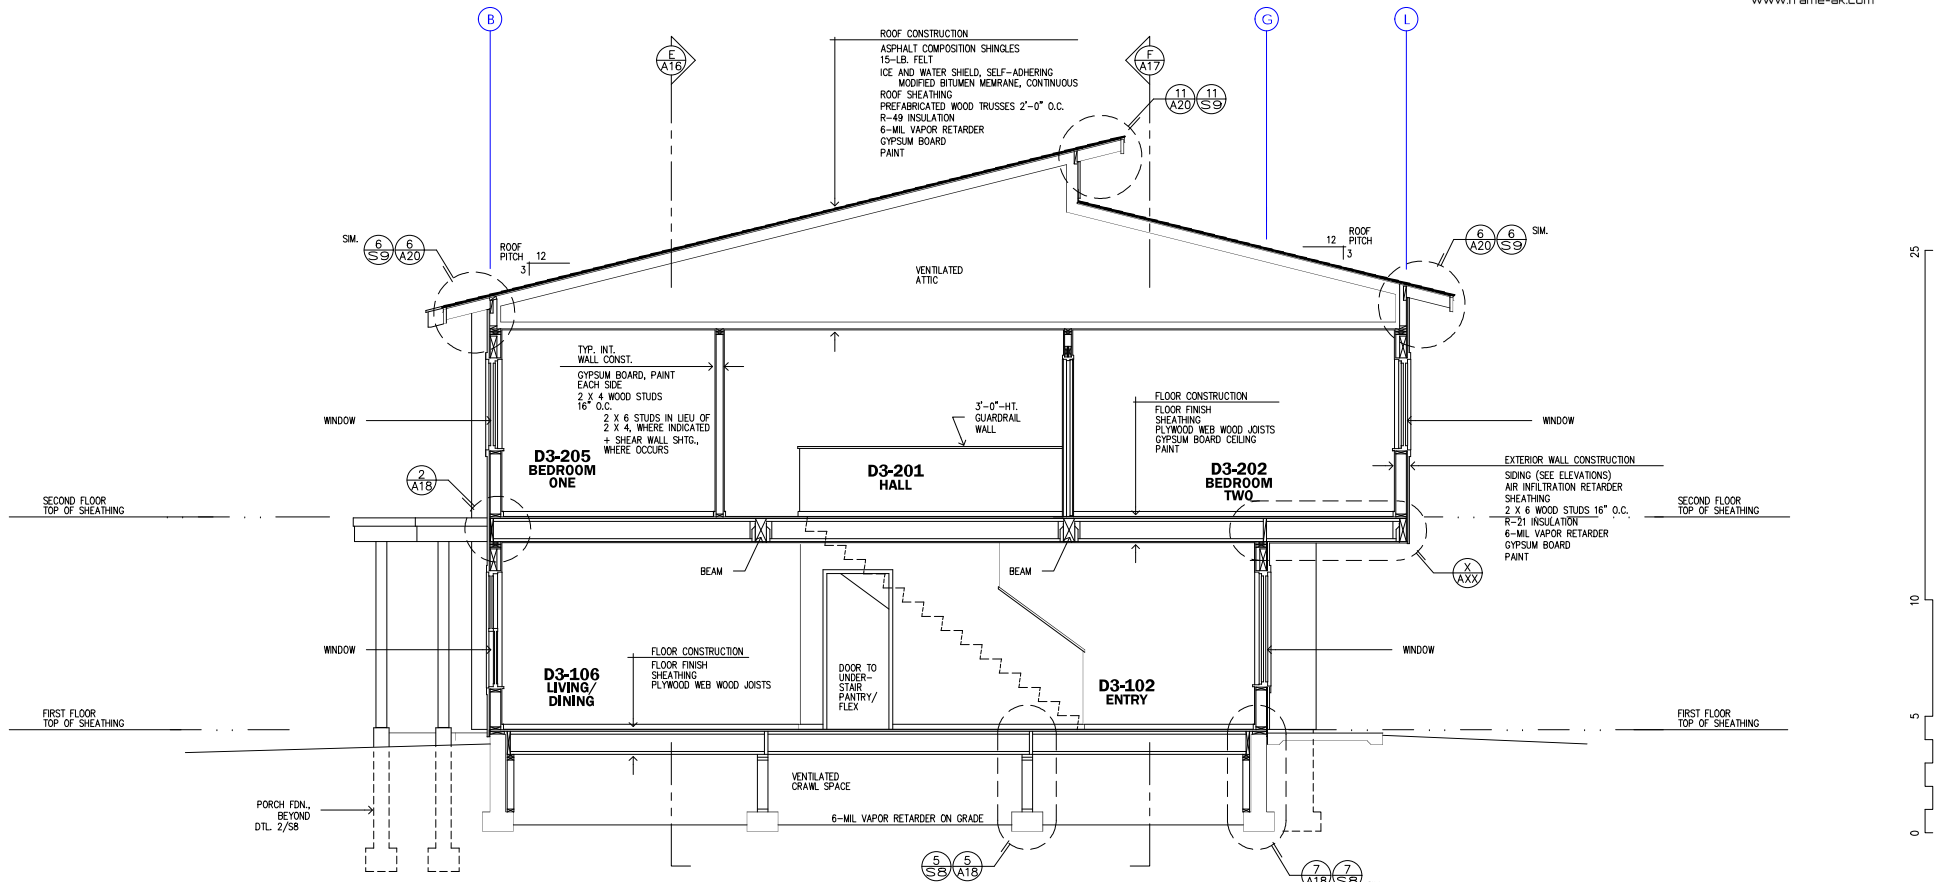 www.frame-ak.com
B
G
L
E
A16
F
A17
ROOF CONSTRUCTION
ASPHALT COMPOSITION SHINGLES
15-LB. FELT
ICE AND WATER SHIELD, SELF-ADHERING
MODIFIED BITUMEN MEMRANE, CONTINUOUS
ROOF SHEATHING
PREFABRICATED WOOD TRUSSES 2'-0" O.C.
R-49 INSULATION
6-MIL VAPOR RETARDER
GYPSUM BOARD
PAINT
11
A20
11
S9
SIM.
6
S9
6
A20
ROOF
PITCH
12
3
VENTILATED
ATTIC
12
3
ROOF
PITCH
6
A20
6
S9
SIM.
25
TYP. INT.
WALL CONST.
GYPSUM BOARD, PAINT
EACH SIDE
2 X 4 WOOD STUDS
16" O.C.
2 X 6 STUDS IN LIEU OF
2 X 4, WHERE INDICATED
+ SHEAR WALL SHTG.,
WHERE OCCURS
WINDOW
3'-0"-HT.
GUARDRAIL
WALL
FLOOR CONSTRUCTION
FLOOR FINISH
SHEATHING
PLYWOOD WEB WOOD JOISTS
GYPSUM BOARD CEILING
PAINT
WINDOW
D3-205
BEDROOM
ONE
D3-201
HALL
D3-202
BEDROOM
TWO
EXTERIOR WALL CONSTRUCTION
SIDING (SEE ELEVATIONS)
AIR INFILTRATION RETARDER
SHEATHING
2 X 6 WOOD STUDS 16" O.C.
R-21 INSULATION
6-MIL VAPOR RETARDER
GYPSUM BOARD
PAINT
2
A18
SECOND FLOOR
TOP OF SHEATHING
SECOND FLOOR
TOP OF SHEATHING
BEAM
BEAM
X
AXX
10
WINDOW
FLOOR CONSTRUCTION
FLOOR FINISH
SHEATHING
PLYWOOD WEB WOOD JOISTS
WINDOW
D3-106
LIVING/
DINING
DOOR TO
UNDER-
STAIR
PANTRY/
FLEX
D3-102
ENTRY
FIRST FLOOR
TOP OF SHEATHING
FIRST FLOOR
TOP OF SHEATHING
5
VENTILATED
CRAWL SPACE
PORCH FDN.,
BEYOND
DTL. 2/S8
6-MIL VAPOR RETARDER ON GRADE
0
5
S8
5
A18
7
A18
7
S8